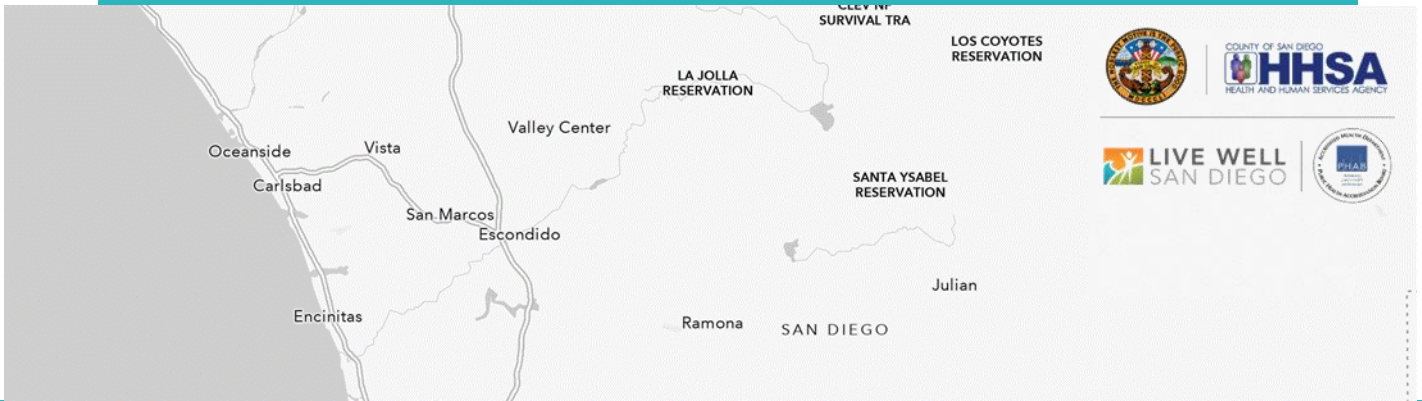 CLEV NF
SURVIVAL TRA
LOS COYOTES
RESERVATION
LA JOLLA
RESERVATION
Valley Center
Oceanside
Vista
Carlsbad
SANTA YSABEL
RESERVATION
San Marcos
Escondido
Julian
Encinitas
Ramona
SAN DIEGO
COUNTY OF SAN DIEGO
HHSA
HEALTH AND HUMAN SERVICES AGENCY
LIVE WELL
SAN DIEGO
PHAB